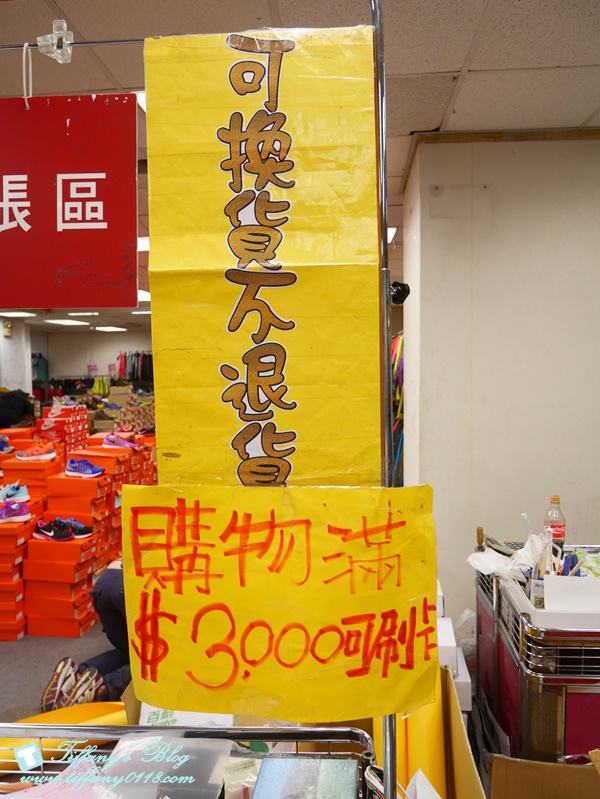 可換貨不退貨
張區
購物滿
$3,000可刷卡
Tiffany's Blog
www.tiffany0118.com